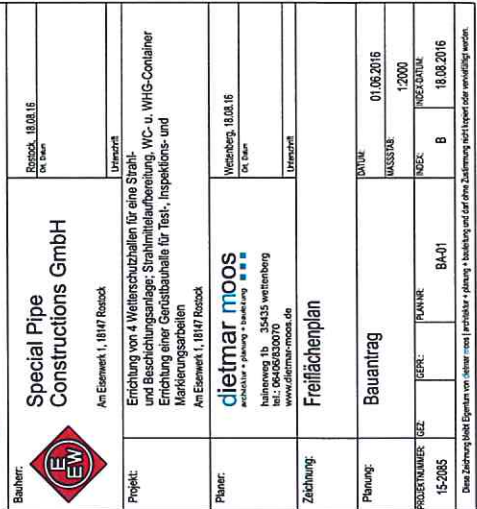 Bauherr:
EEW
Special Pipe
Constructions GmbH
Am Eisenwerk 1, 18147 Rostock
Rostock, 18.08.16
Ort, Datum
Unterschrift
Projekt:
Errichtung von 4 Wetterschutzhallen für eine Strahl-
und Beschichtungsanlage; Strahlmittelaufbereitung, WC- u. WHG-Container
Errichtung einer Gerüstbauhalle für Test-, Inspektions- und
Markierungsarbeiten
Am Eisenwerk 1, 18147 Rostock
Planer:
dietmar moos
architektur + planung + bauleitung
hainerweg 1b 35435 wettenberg
tel.: 06406/830070
www.dietmar-moos.de
Wettenberg, 18.08.16
Ort, Datum
Unterschrift
Zeichnung:
Freiflächenplan
Planung:
Bauantrag
DATUM:
01.06.2016
MASSSTAB:
1:2000
PROJEKTNUMMER:
15-2085
GEZ:
GEPR.:
PLAN-NR:
BA-01
INDEX:
B
INDEX-DATUM:
18.08.2016
Diese Zeichnung bleibt Eigentum von dietmar moos | architektur + planung + bauleitung und darf ohne Zustimmung nicht kopiert oder vervielfältigt werden.